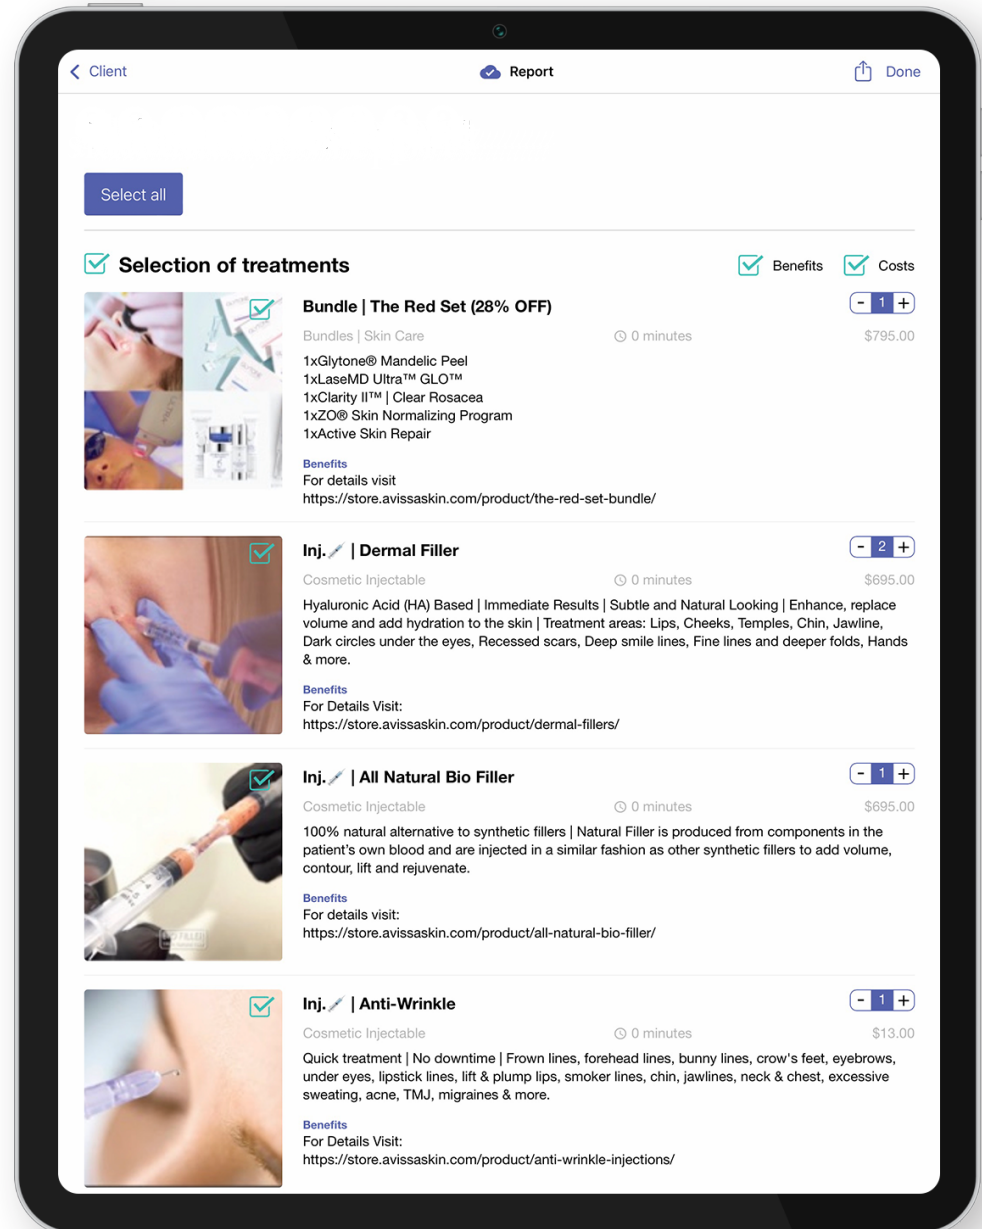 Client
Report
Done
Select all
Selection of treatments
Benefits
Costs
Bundle | The Red Set (28% OFF)
- 1 +
Bundles | Skin Care
0 minutes
$795.00
1xGlytone® Mandelic Peel
1xLaseMD Ultra™ GLO™
1xClarity II™ | Clear Rosacea
1xZO® Skin Normalizing Program
1xActive Skin Repair
Benefits
For details visit
https://store.avissaskin.com/product/the-red-set-bundle/
Inj.💉 | Dermal Filler
- 2 +
Cosmetic Injectable
0 minutes
$695.00
Hyaluronic Acid (HA) Based | Immediate Results | Subtle and Natural Looking | Enhance, replace
volume and add hydration to the skin | Treatment areas: Lips, Cheeks, Temples, Chin, Jawline,
Dark circles under the eyes, Recessed scars, Deep smile lines, Fine lines and deeper folds, Hands
& more.
Benefits
For Details Visit:
https://store.avissaskin.com/product/dermal-fillers/
Inj.💉 | All Natural Bio Filler
- 1 +
Cosmetic Injectable
0 minutes
$695.00
100% natural alternative to synthetic fillers | Natural Filler is produced from components in the
patient's own blood and are injected in a similar fashion as other synthetic fillers to add volume,
contour, lift and rejuvenate.
Benefits
For details visit:
https://store.avissaskin.com/product/all-natural-bio-filler/
Inj.💉 | Anti-Wrinkle
- 1 +
Cosmetic Injectable
0 minutes
$13.00
Quick treatment | No downtime | Frown lines, forehead lines, bunny lines, crow's feet, eyebrows,
under eyes, lipstick lines, lift & plump lips, smoker lines, chin, jawlines, neck & chest, excessive
sweating, acne, TMJ, migraines & more.
Benefits
For Details Visit:
https://store.avissaskin.com/product/anti-wrinkle-injections/